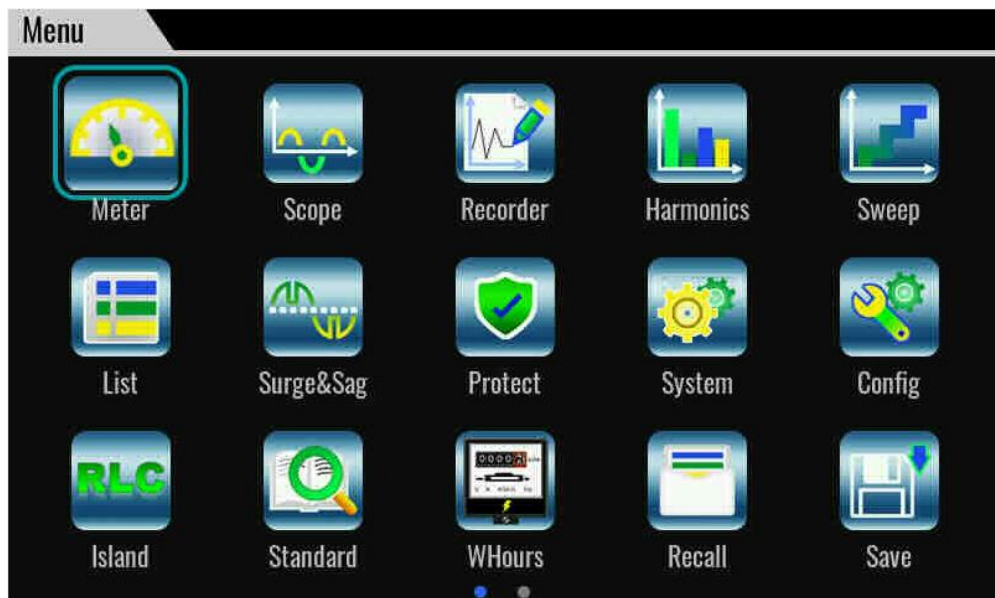 Menu
Meter Scope Recorder Harmonics Sweep
List Surge&Sag Protect System Config
RLC
Island Standard WHours Recall Save